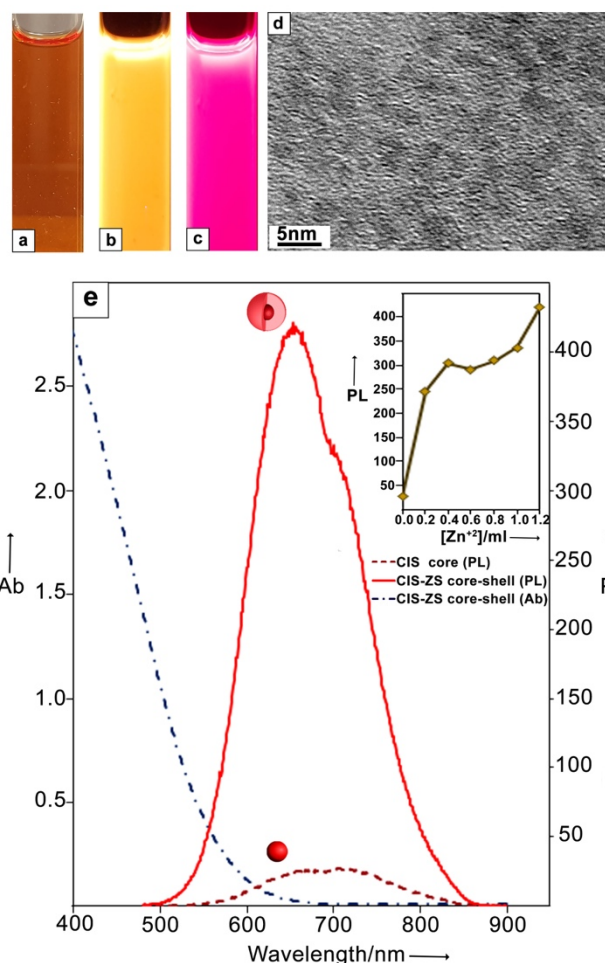 a
b
c
d
5nm
e
2.5
2.0
1.5
Ab
1.0
0.5
400
350
300
250
200
150
100
50
400
350
300
250
200
150
100
50
PL
0.0 0.2 0.4 0.6 0.8 1.0 1.2
[Zn⁺²]/ml
CIS core (PL)
CIS-ZS core-shell (PL)
CIS-ZS core-shell (Ab)
400 500 600 700 800 900
Wavelength/nm